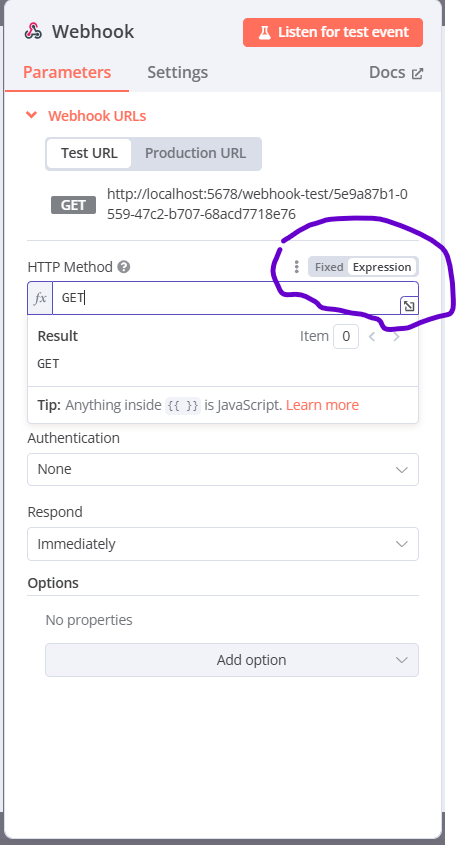 Webhook
Listen for test event
Parameters Settings Docs
Webhook URLs
Test URL Production URL
GET http://localhost:5678/webhook-test/5e9a87b1-0
559-47c2-b707-68acd7718e76
HTTP Method ? Fixed Expression
fx GET
Result Item 0
GET
Tip: Anything inside {{ }} is JavaScript. Learn more
Authentication
None
Respond
Immediately
Options
No properties
Add option